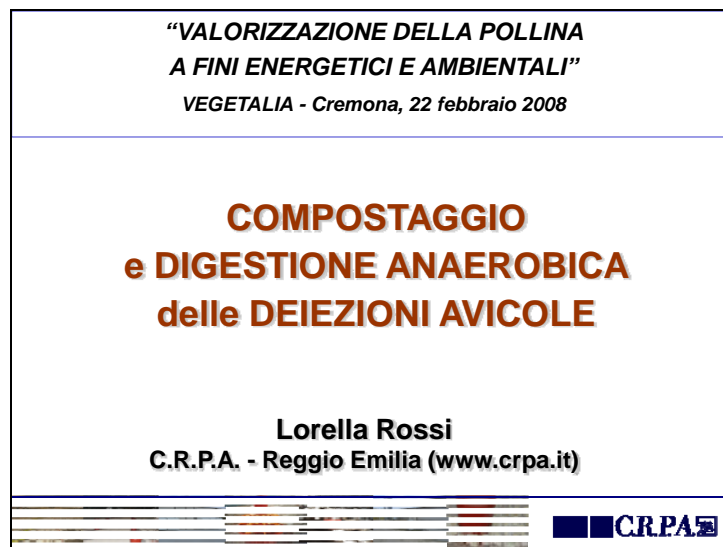 “VALORIZZAZIONE DELLA POLLINA
A FINI ENERGETICI E AMBIENTALI”
VEGETALIA - Cremona, 22 febbraio 2008
COMPOSTAGGIO
e DIGESTIONE ANAEROBICA
delle DEIEZIONI AVICOLE
Lorella Rossi
C.R.P.A. - Reggio Emilia (www.crpa.it)
C.R.P.A.